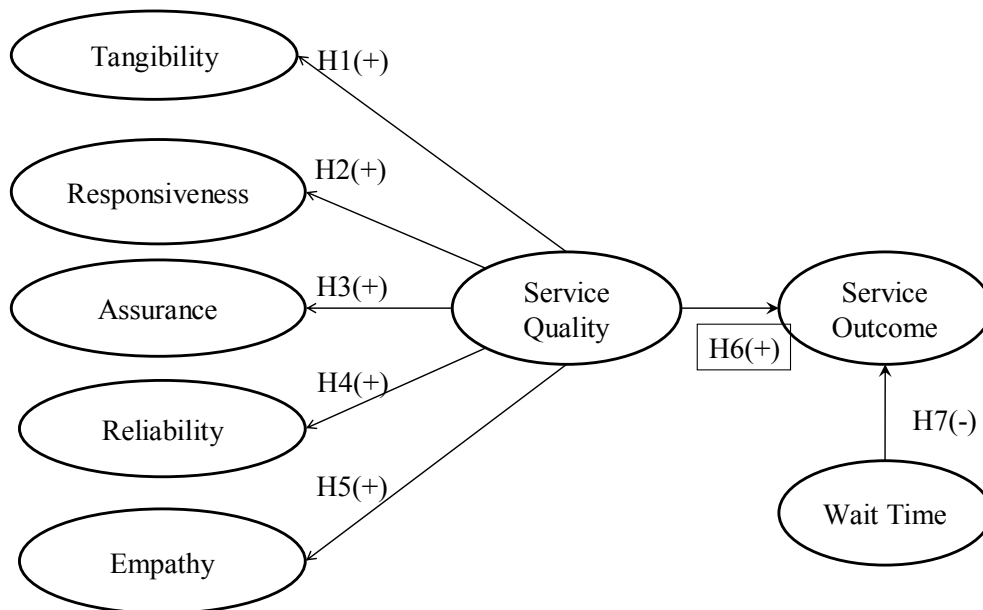 Tangibility
H1(+)
Responsiveness
H2(+)
Assurance
H3(+)
Reliability
H4(+)
Empathy
H5(+)
Service
Quality
H6(+)
Service
Outcome
H7(-)
Wait Time